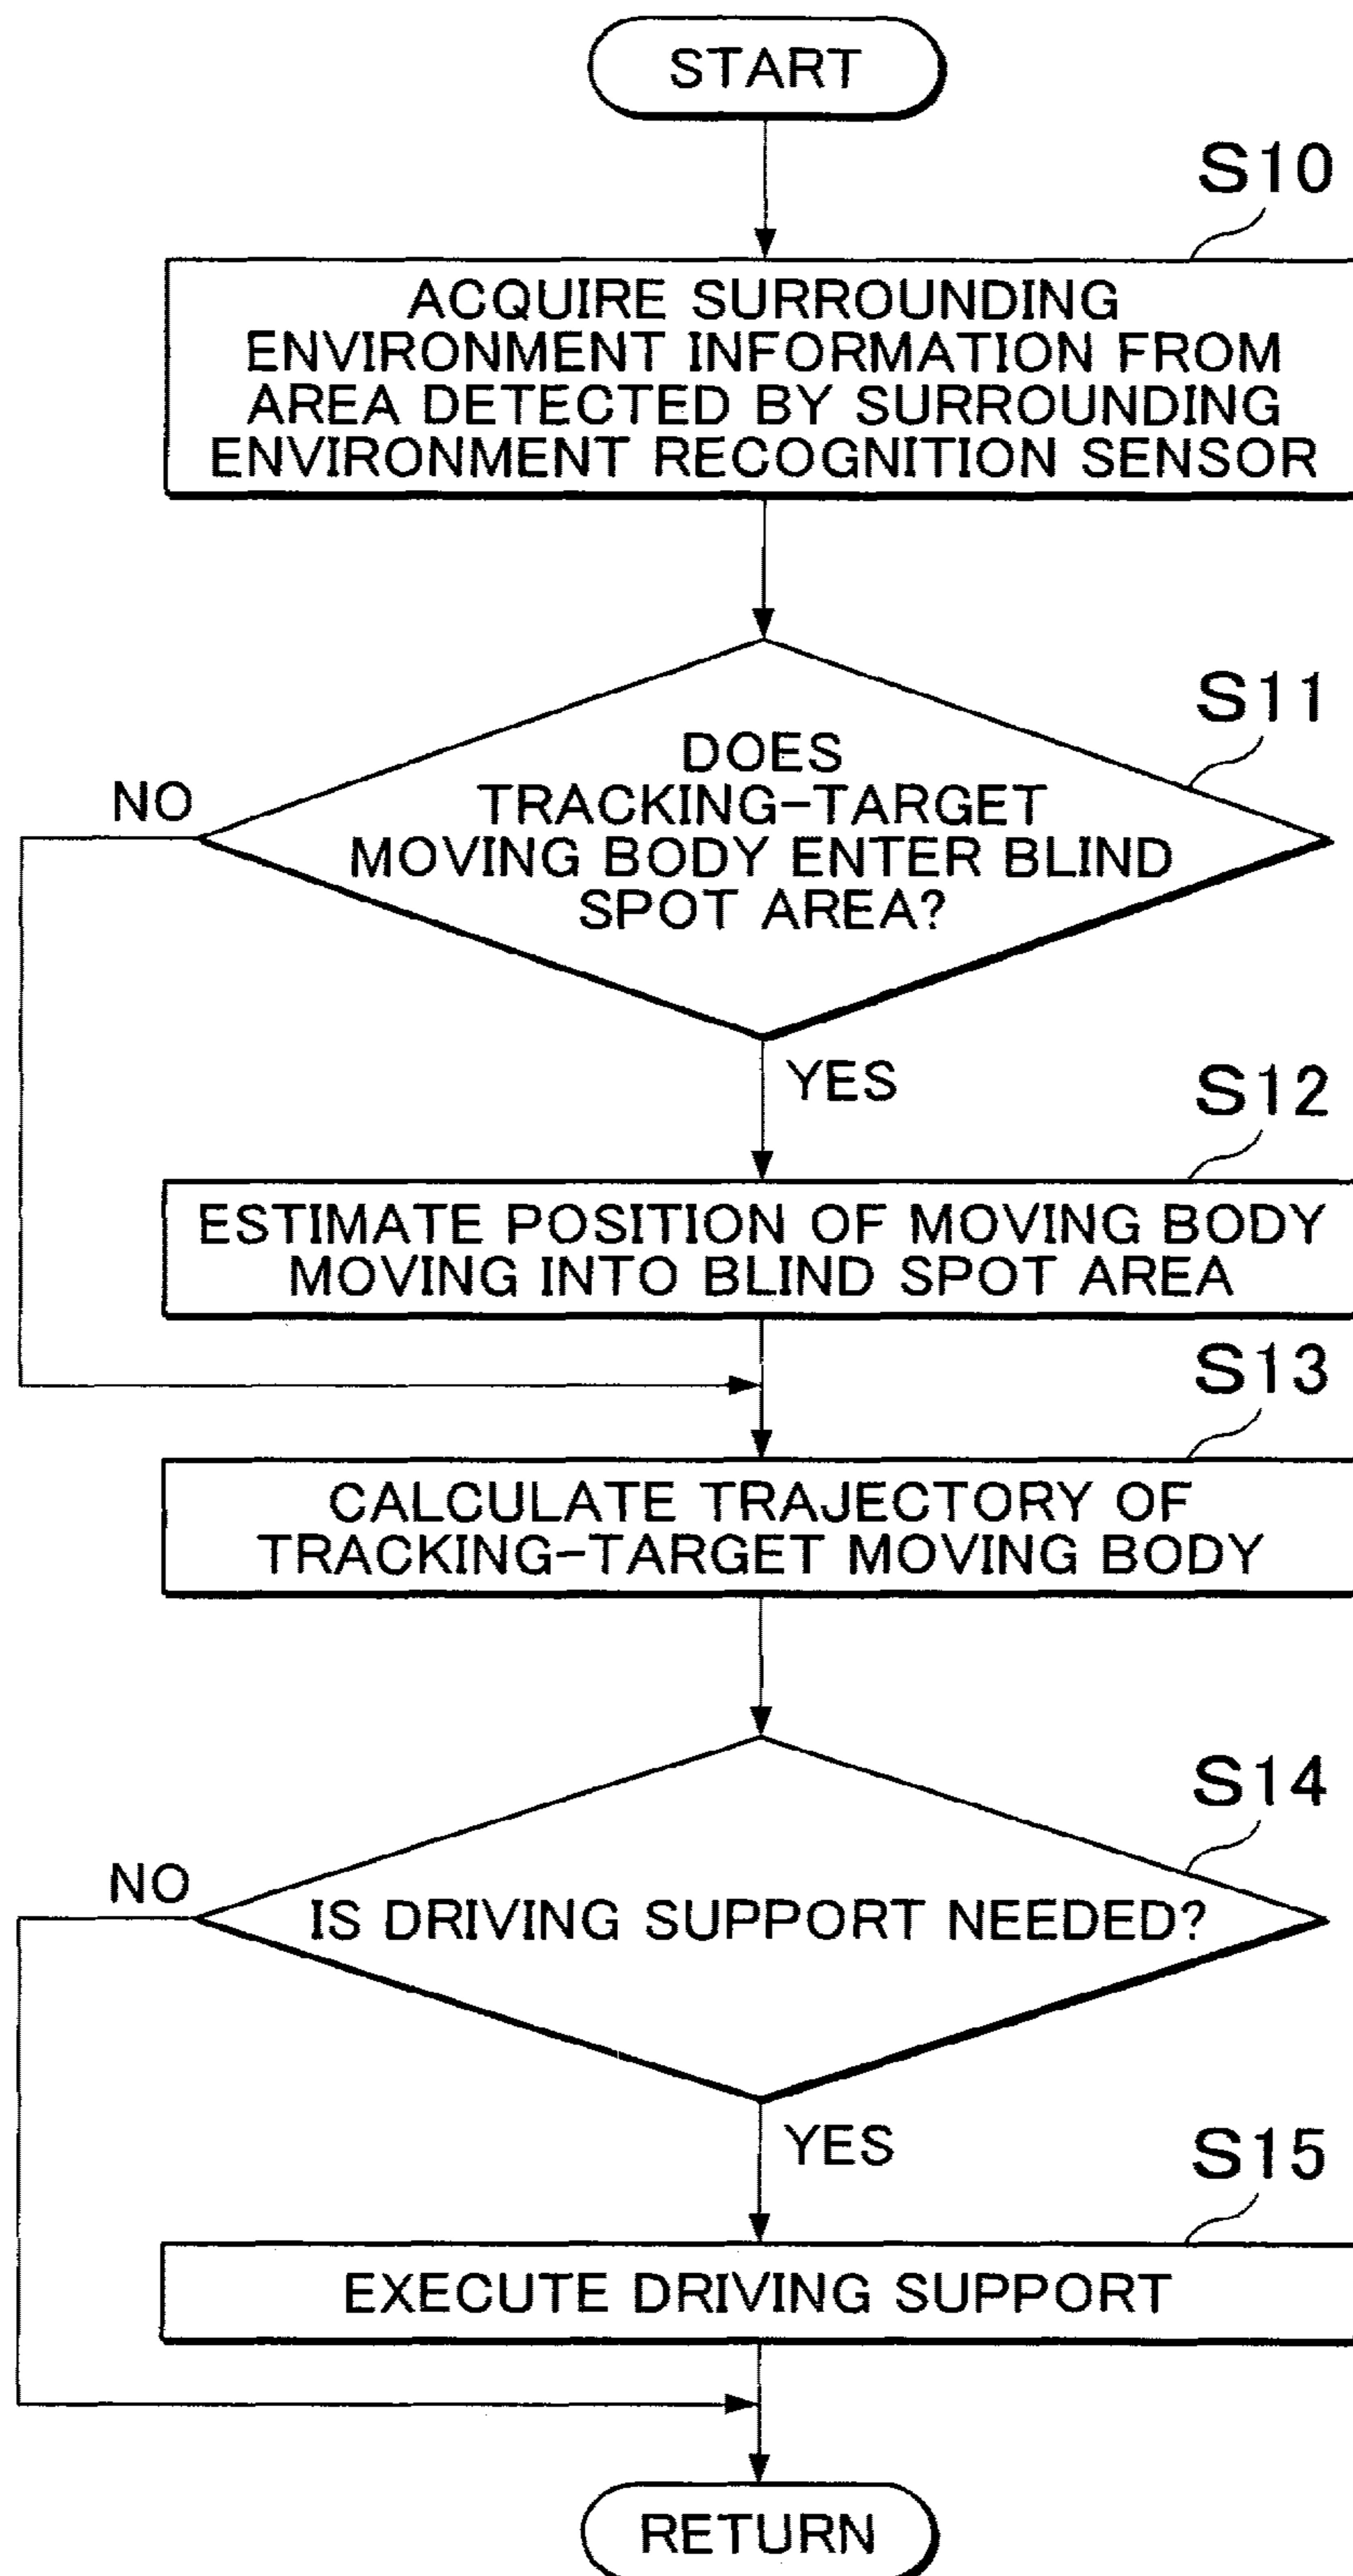 START
S10
ACQUIRE SURROUNDING
ENVIRONMENT INFORMATION FROM
AREA DETECTED BY SURROUNDING
ENVIRONMENT RECOGNITION SENSOR
S11
DOES
TRACKING-TARGET
MOVING BODY ENTER BLIND
SPOT AREA?
NO
YES
S12
ESTIMATE POSITION OF MOVING BODY
MOVING INTO BLIND SPOT AREA
S13
CALCULATE TRAJECTORY OF
TRACKING-TARGET MOVING BODY
S14
IS DRIVING SUPPORT NEEDED?
NO
YES
S15
EXECUTE DRIVING SUPPORT
RETURN